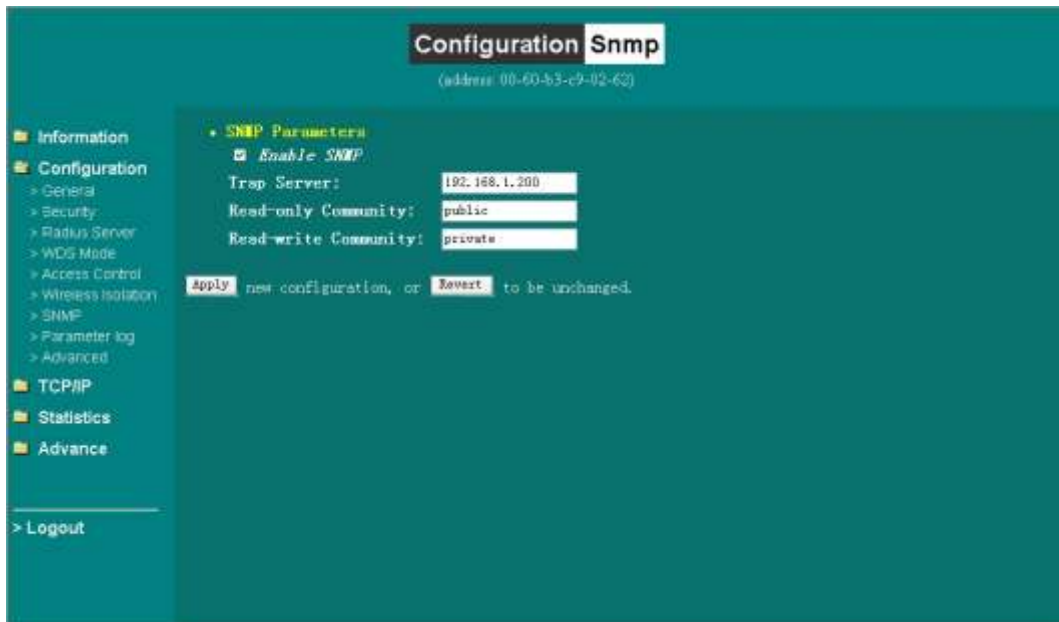 Configuration Snmp
(address: 00-60-b3-c9-02-62)
Information
Configuration
> General
> Security
> Radius Server
> WDS Mode
> Access Control
> Wireless Isolation
> SNMP
> Parameter log
> Advanced
TCP/IP
Statistics
Advance
> Logout
• SNMP Parameters
Enable SNMP
Trap Server: 192.168.1.200
Read-only Community: public
Read-write Community: private
Apply new configuration, or Revert to be unchanged.